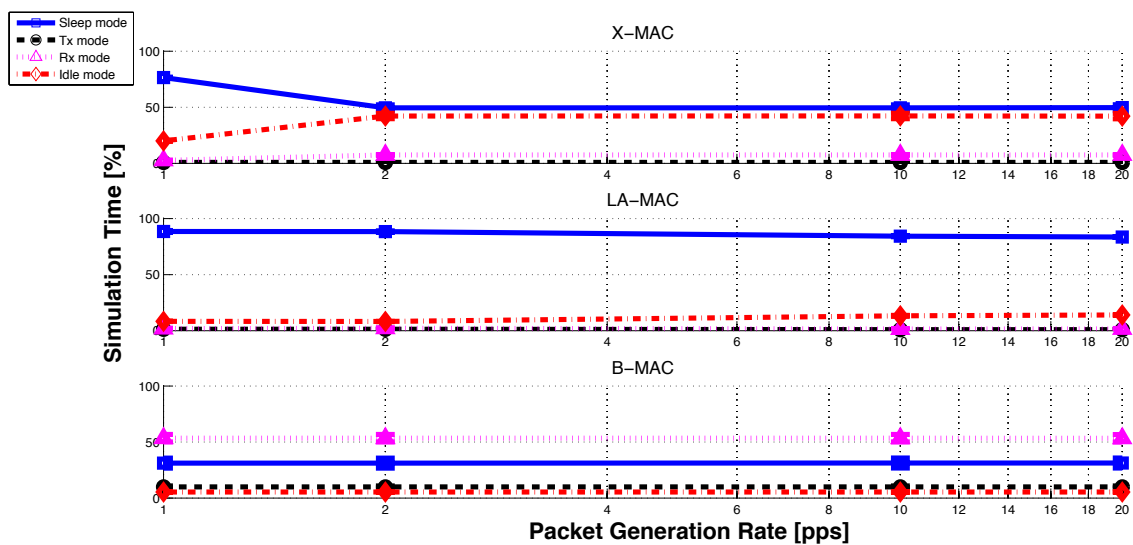 Sleep mode
Tx mode
Rx mode
Idle mode
X−MAC
100
50
0
1 2 4 6 8 10 12 14 16 18 20
LA−MAC
100
50
0
1 2 4 6 8 10 12 14 16 18 20
B−MAC
100
50
0
1 2 4 6 8 10 12 14 16 18 20
Simulation Time [%]
Packet Generation Rate [pps]